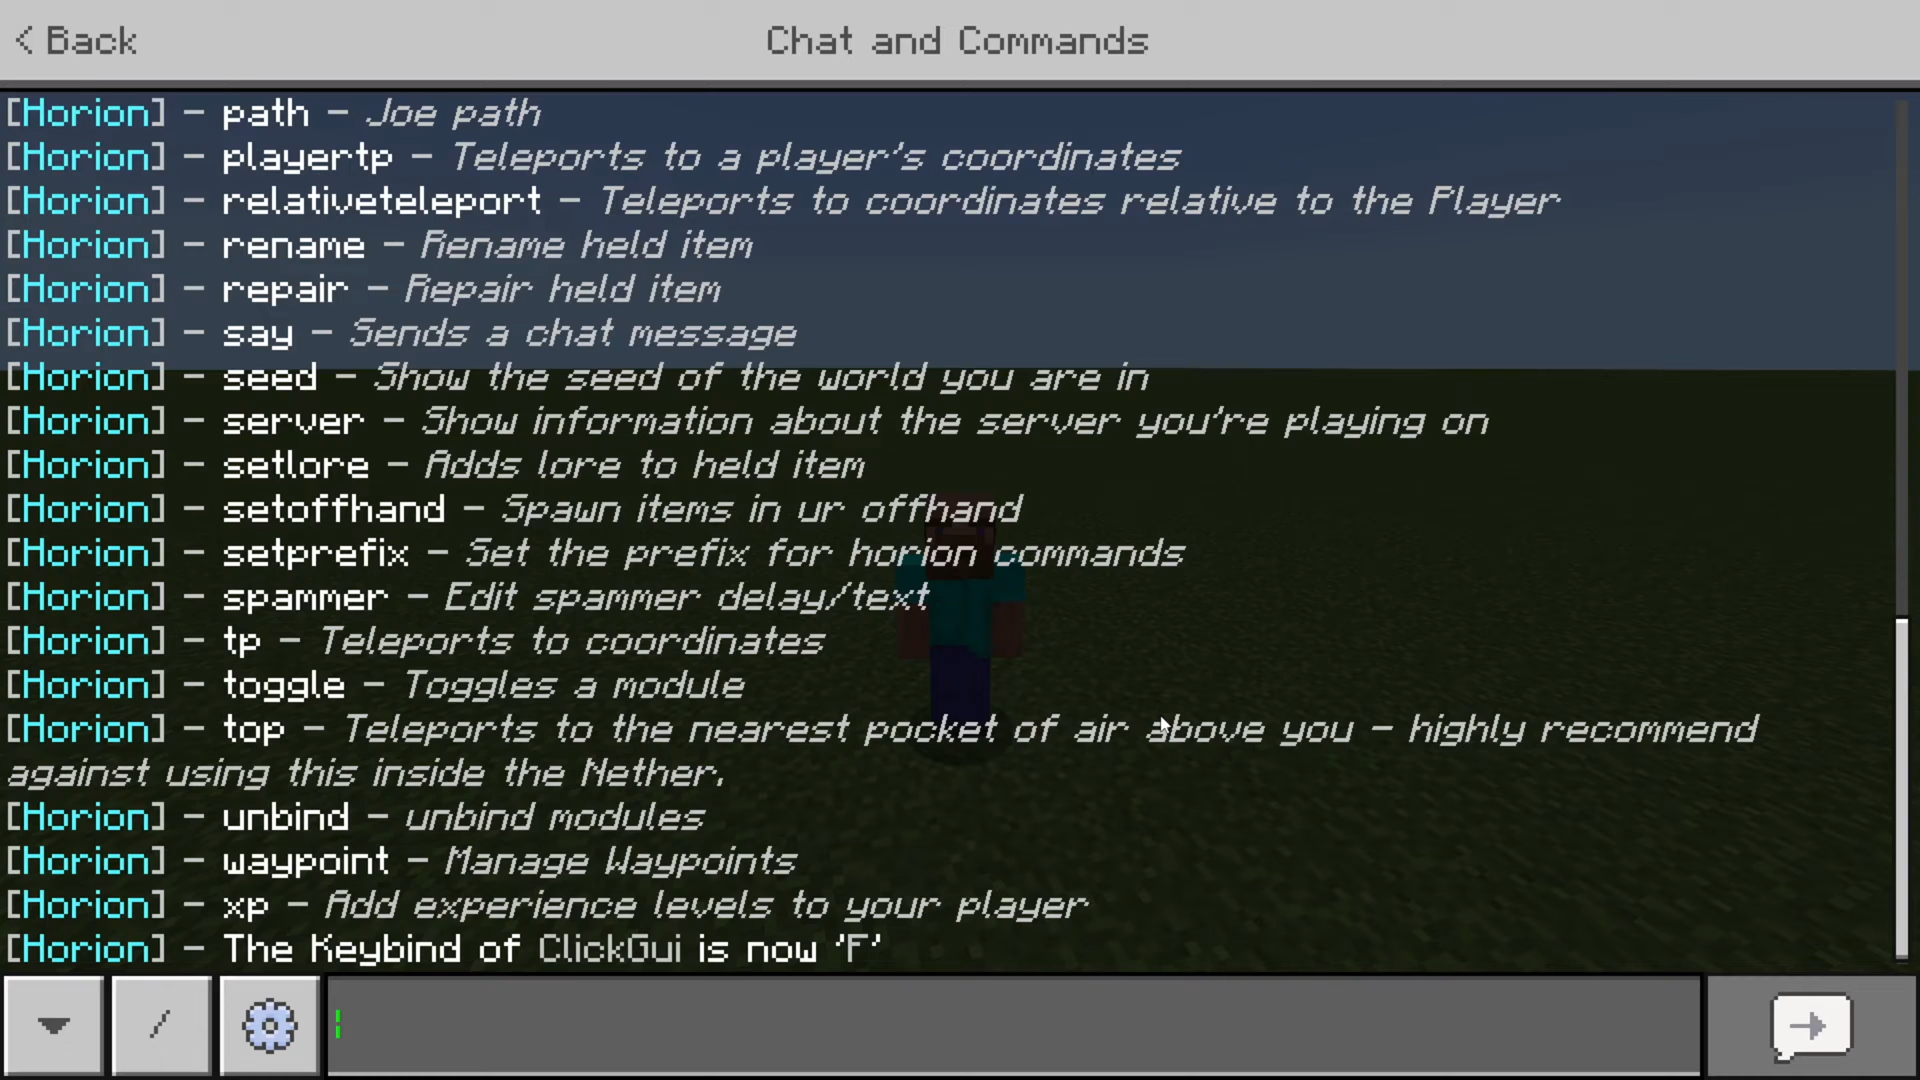 < Back
Chat and Commands
[Horion] - path - Joe path
[Horion] - playertp - Teleports to a player's coordinates
[Horion] - relativeteleport - Teleports to coordinates relative to the Player
[Horion] - rename - Rename held item
[Horion] - repair - Repair held item
[Horion] - say - Sends a chat message
[Horion] - seed - Show the seed of the world you are in
[Horion] - server - Show information about the server you're playing on
[Horion] - setlore - Adds lore to held item
[Horion] - setoffhand - Spawn items in ur offhand
[Horion] - setprefix - Set the prefix for horion commands
[Horion] - spammer - Edit spammer delay/text
[Horion] - tp - Teleports to coordinates
[Horion] - toggle - Toggles a module
[Horion] - top - Teleports to the nearest pocket of air above you - highly recommend
against using this inside the Nether.
[Horion] - unbind - unbind modules
[Horion] - waypoint - Manage Waypoints
[Horion] - xp - Add experience levels to your player
[Horion] - The Keybind of ClickGui is now 'F'
/